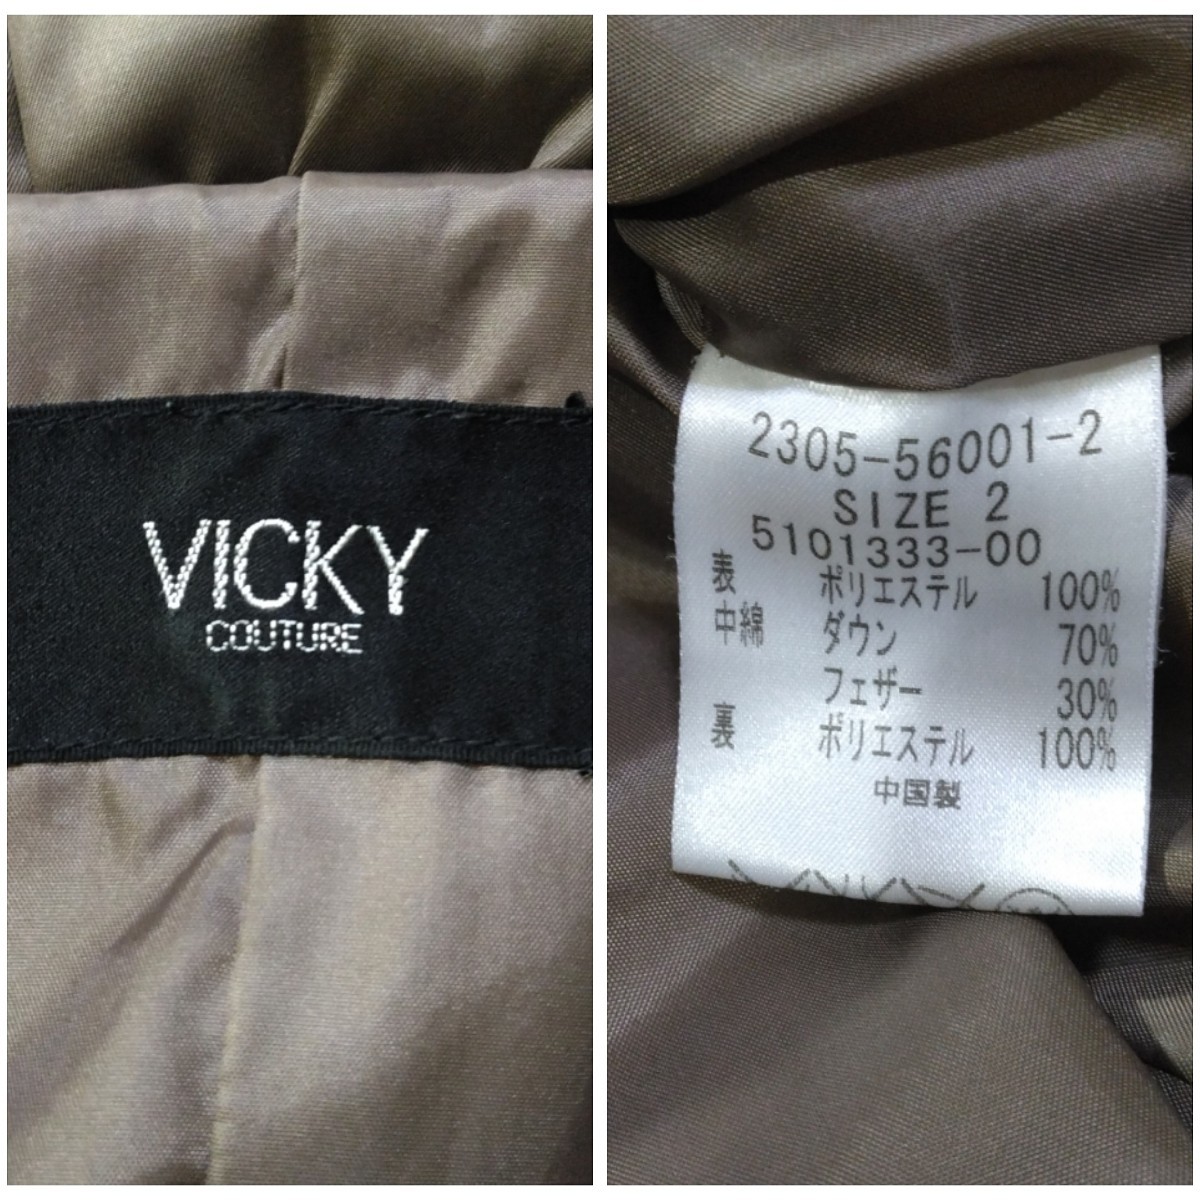 VICKY
COUTURE
2305-56001-2
SIZE 2
5101333-00
表 ポリエステル 100%
中綿 ダウン 70%
フェザー 30%
裏 ポリエステル 100%
中国製